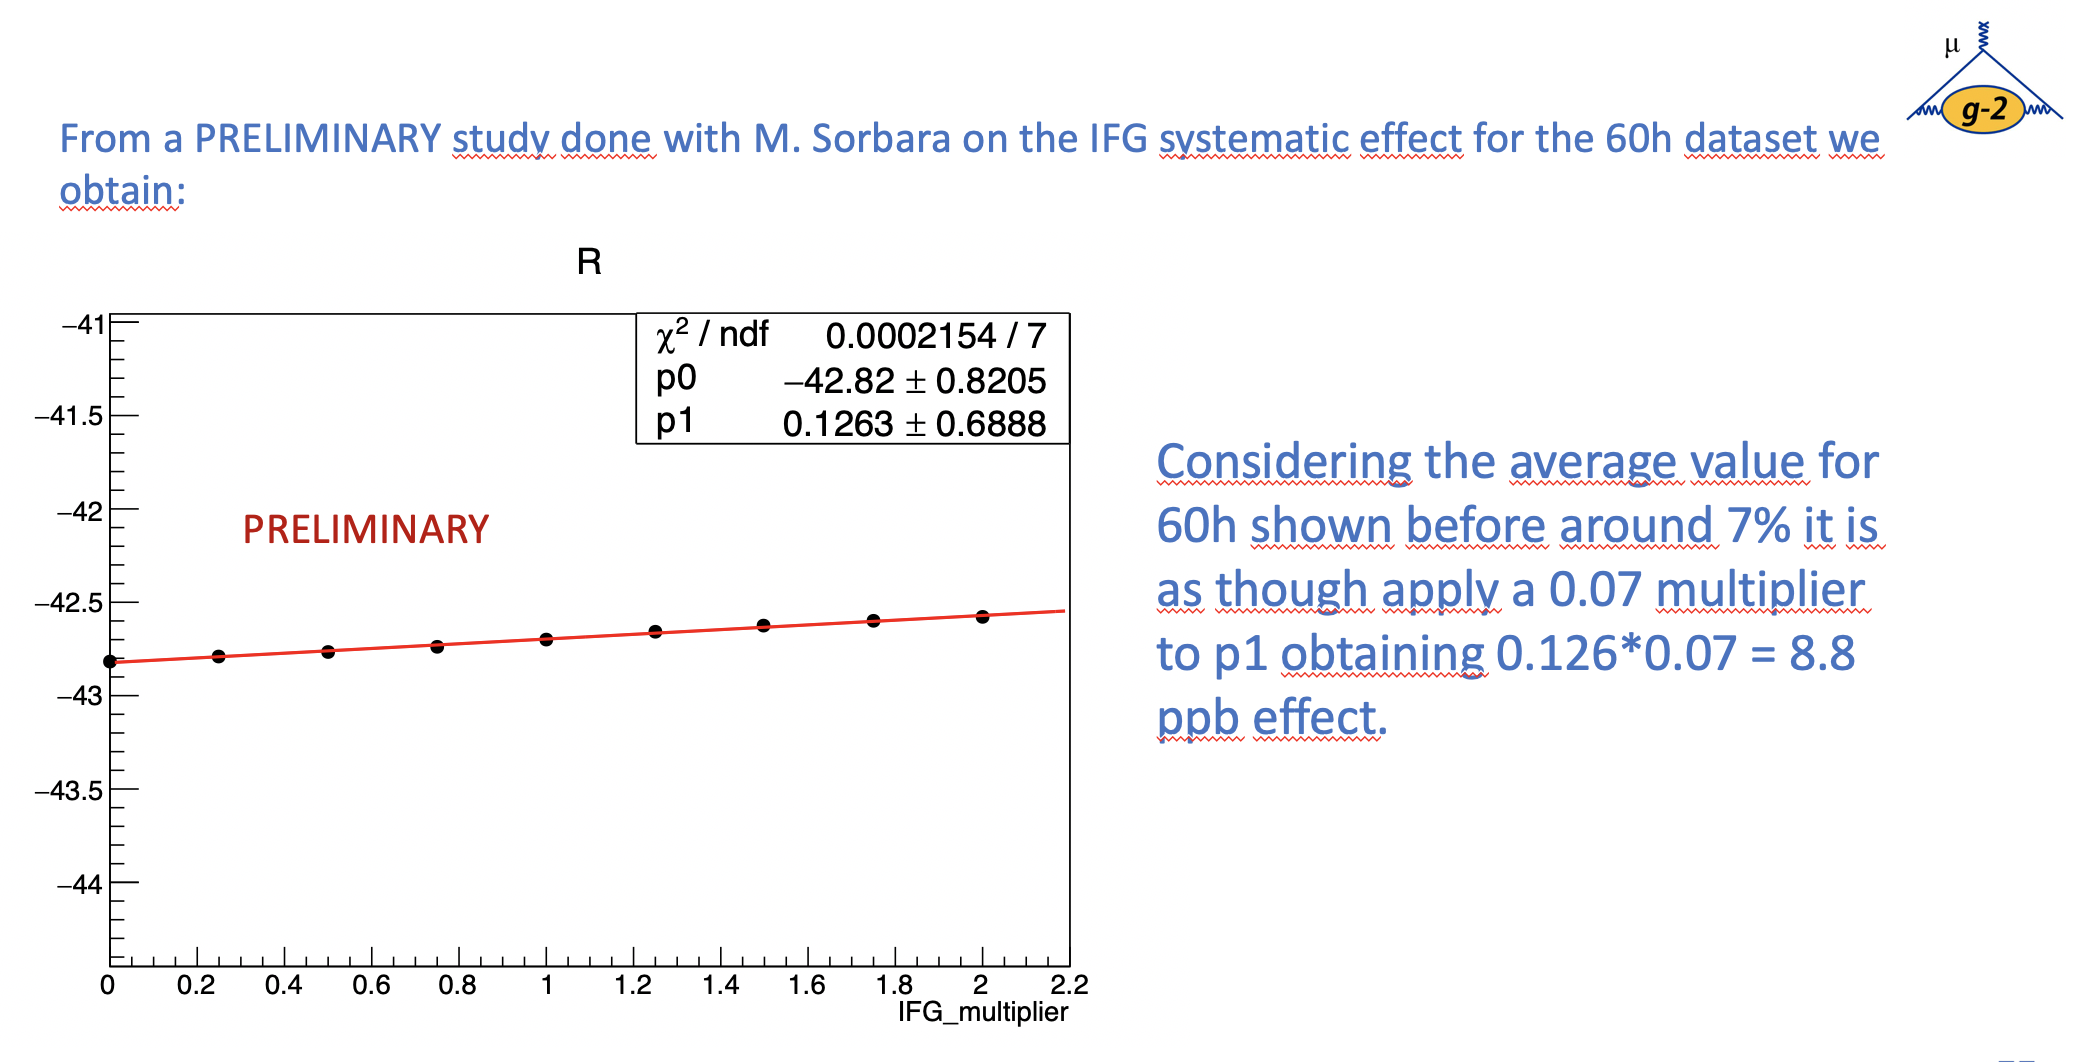 μ
g-2
From a PRELIMINARY study done with M. Sorbara on the IFG systematic effect for the 60h dataset we
obtain:
R
χ² / ndf 0.0002154 / 7
p0 −42.82 ± 0.8205
p1 0.1263 ± 0.6888
−41
−41.5
−42
−42.5
−43
−43.5
−44
PRELIMINARY
0 0.2 0.4 0.6 0.8 1 1.2 1.4 1.6 1.8 2 2.2
IFG_multiplier
Considering the average value for
60h shown before around 7% it is
as though apply a 0.07 multiplier
to p1 obtaining 0.126*0.07 = 8.8
ppb effect.